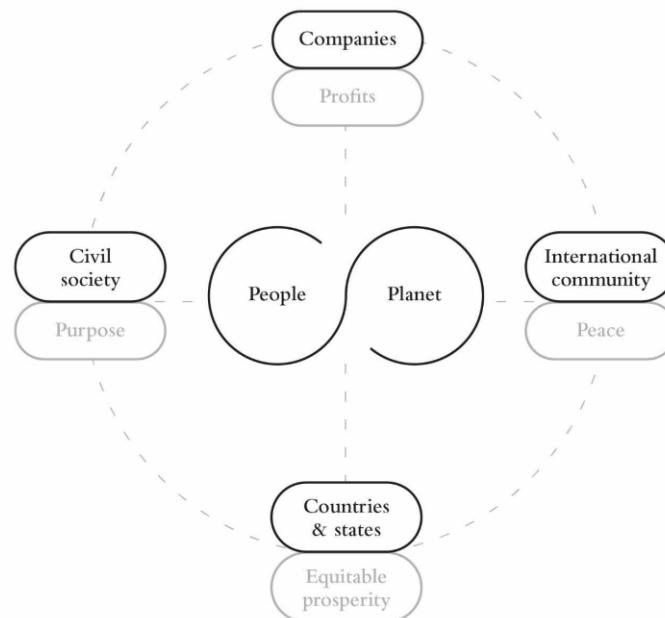 Companies
Profits
Civil
society
Purpose
People
Planet
International
community
Peace
Countries
& states
Equitable
prosperity